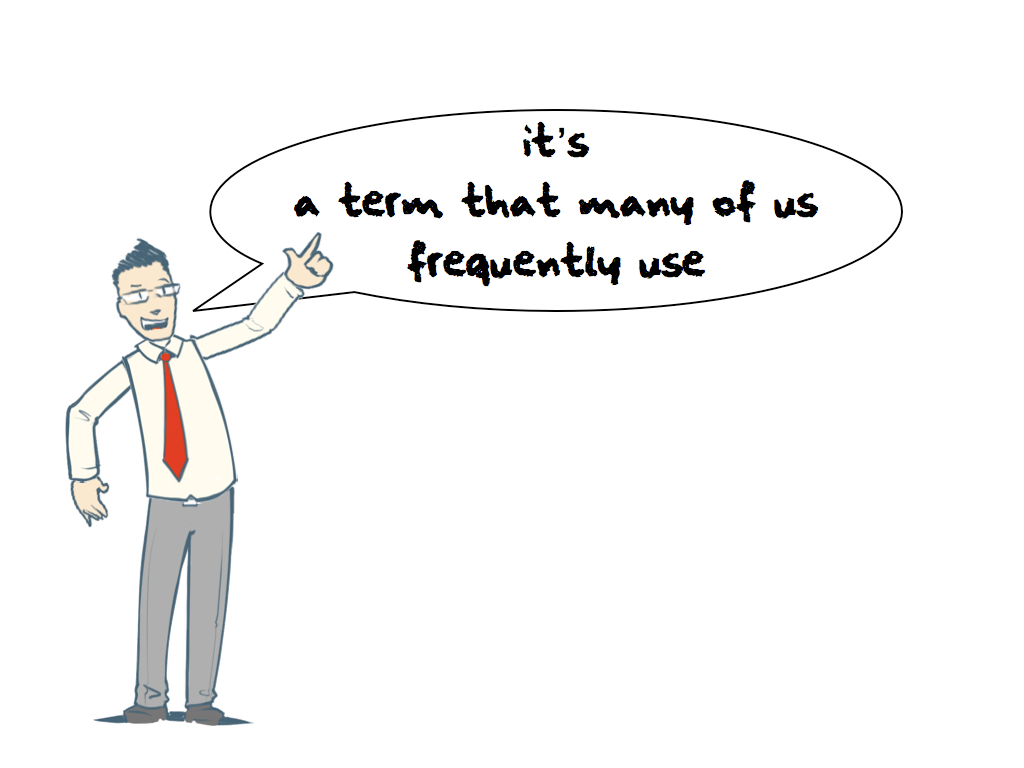 it's
a term that many of us
frequently use